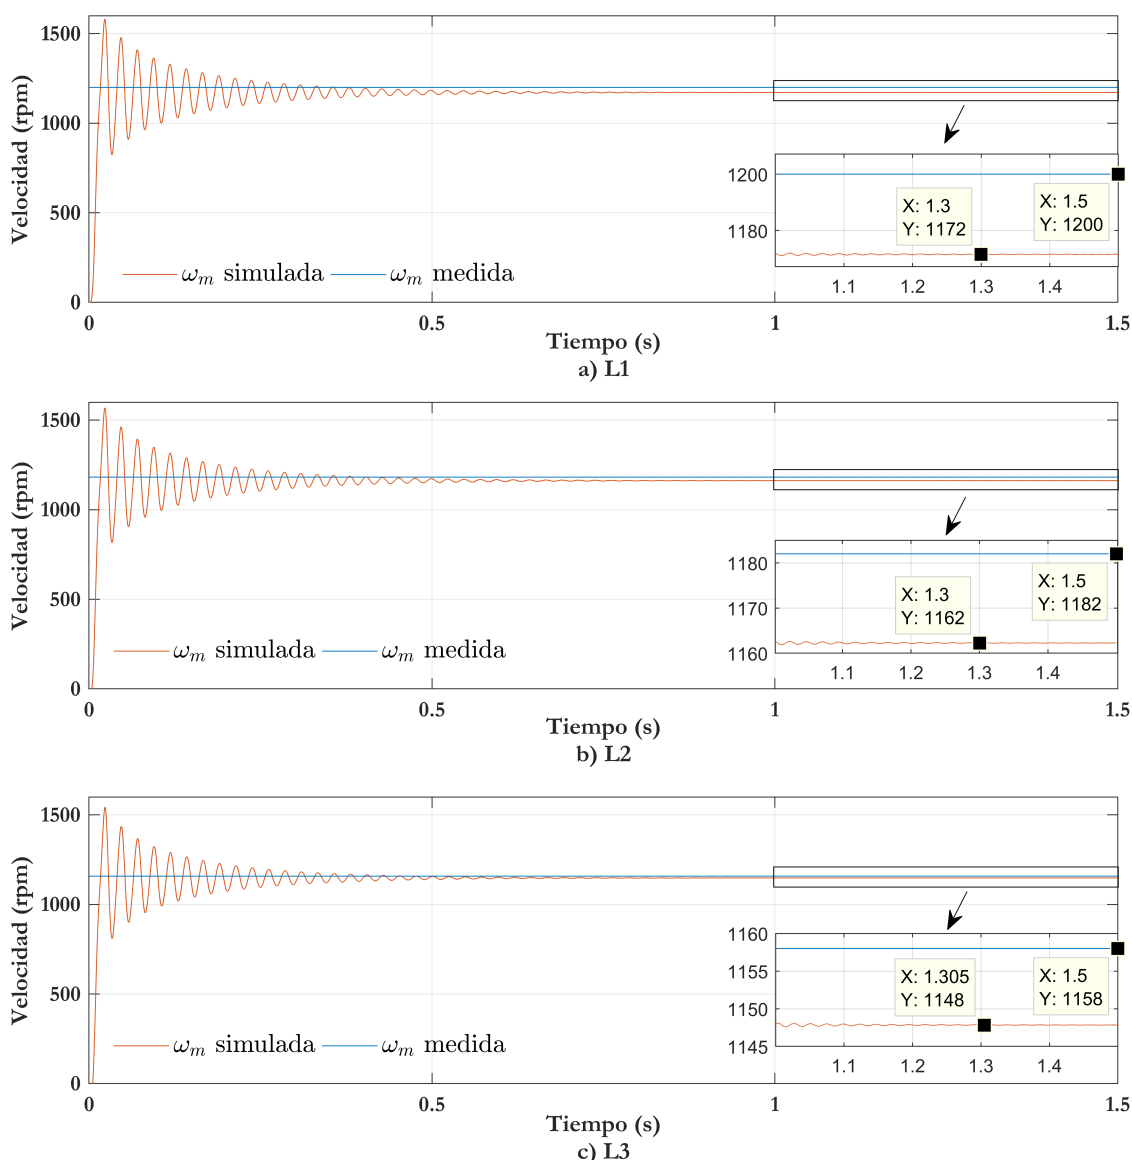 1500
1000
500
0
Velocidad (rpm)
ωm simulada ωm medida
1200
1180
X: 1.3
Y: 1172
X: 1.5
Y: 1200
1.1 1.2 1.3 1.4
0 0.5 1 1.5
Tiempo (s)
a) L1
1500
1000
500
0
Velocidad (rpm)
ωm simulada ωm medida
1180
1170
1160
X: 1.3
Y: 1162
X: 1.5
Y: 1182
1.1 1.2 1.3 1.4
0 0.5 1 1.5
Tiempo (s)
b) L2
1500
1000
500
0
Velocidad (rpm)
ωm simulada ωm medida
1160
1155
1150
1145
X: 1.305
Y: 1148
X: 1.5
Y: 1158
1.1 1.2 1.3 1.4
0 0.5 1 1.5
Tiempo (s)
c) L3